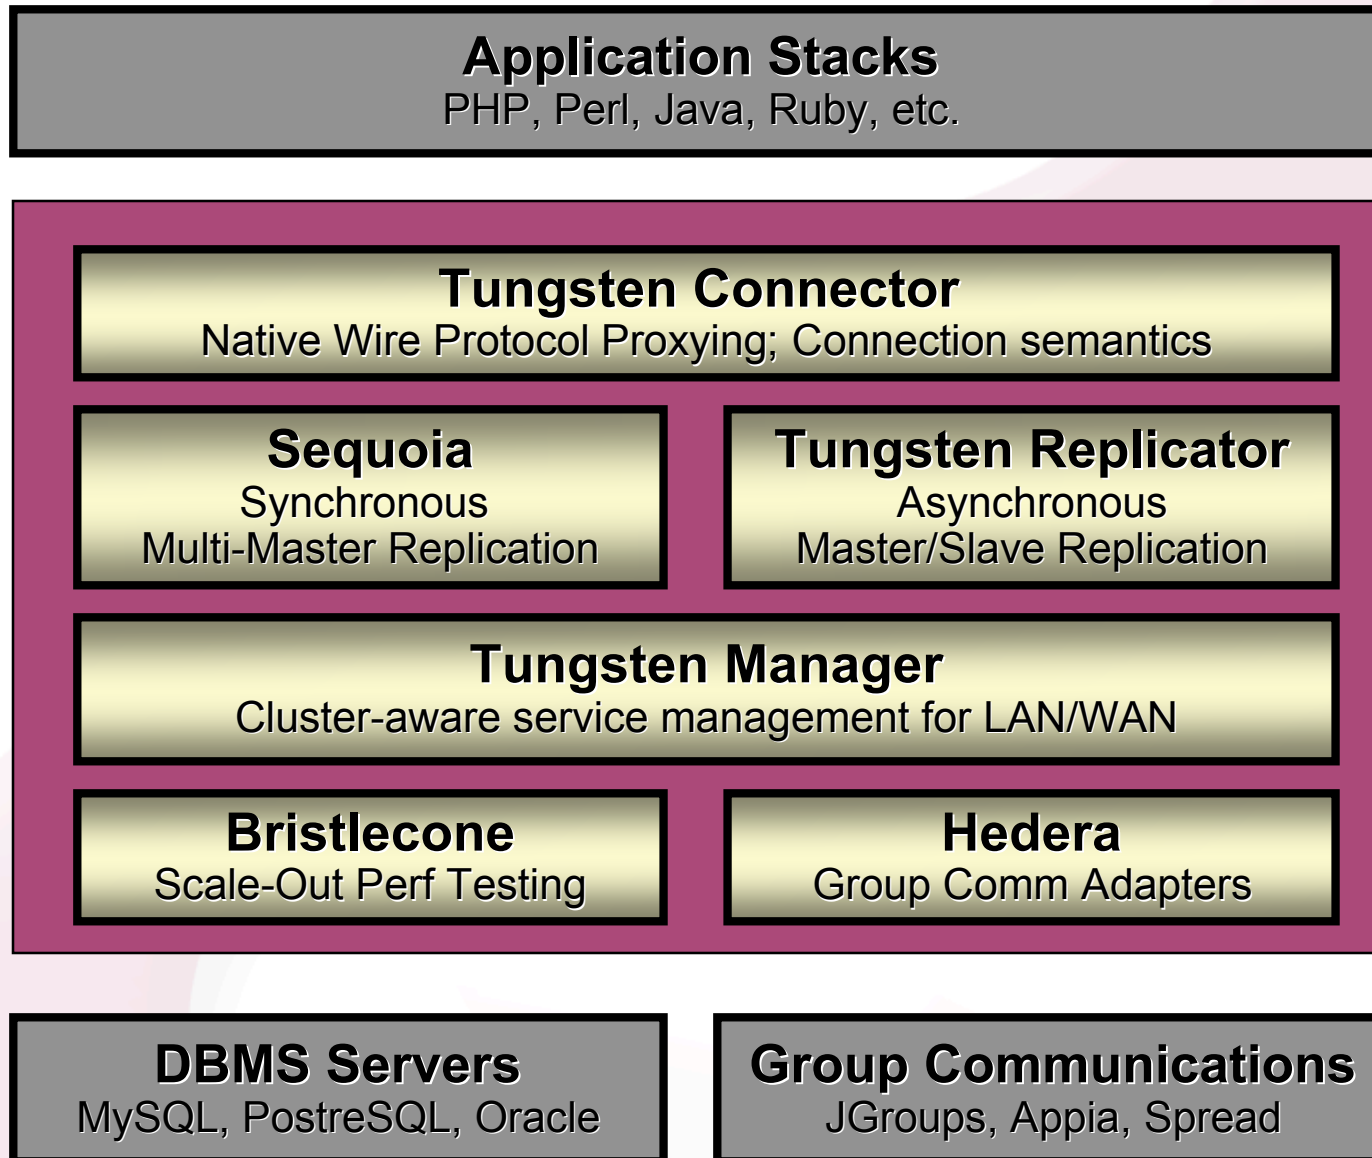 Application Stacks
PHP, Perl, Java, Ruby, etc.
Tungsten Connector
Native Wire Protocol Proxying; Connection semantics
Sequoia
Synchronous
Multi-Master Replication
Tungsten Replicator
Asynchronous
Master/Slave Replication
Tungsten Manager
Cluster-aware service management for LAN/WAN
Bristlecone
Scale-Out Perf Testing
Hedera
Group Comm Adapters
DBMS Servers
MySQL, PostreSQL, Oracle
Group Communications
JGroups, Appia, Spread